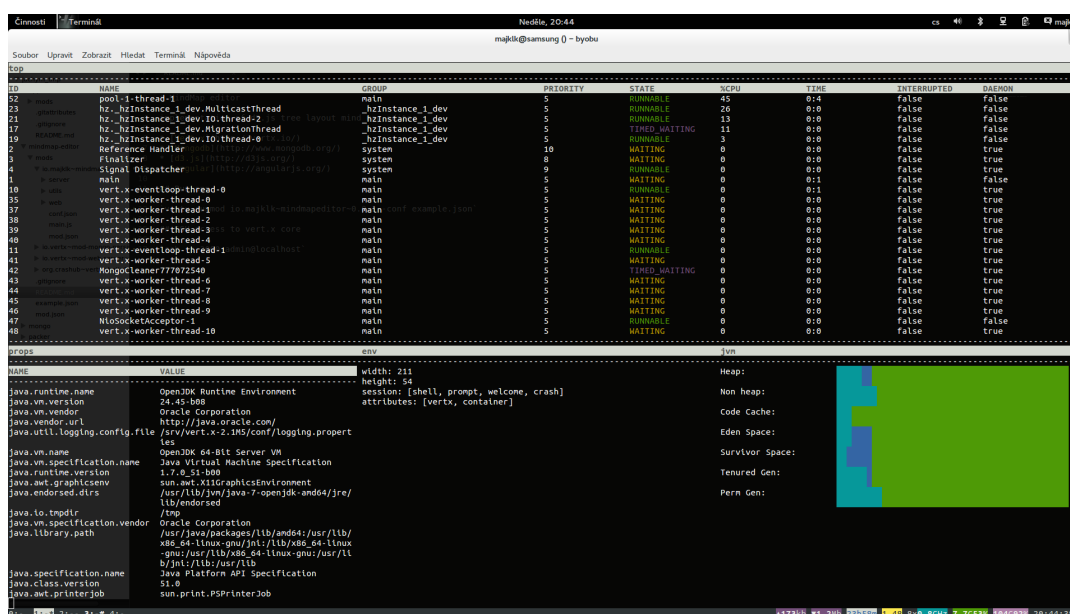 Činnosti Terminál Neděle, 20:44 cs majk
majklk@samsung () – byobu
Soubor Upravit Zobrazit Hledat Terminál Nápověda
top
ID NAME GROUP PRIORITY STATE %CPU TIME INTERRUPTED DAEMON
52 pool-1-thread-1 main 5 RUNNABLE 45 0:4 false false
23 hz._hzInstance_1_dev.MulticastThread _hzInstance_1_dev 5 RUNNABLE 26 0:0 false false
21 hz._hzInstance_1_dev.IO.thread-2 _hzInstance_1_dev 5 RUNNABLE 13 0:0 false false
17 hz._hzInstance_1_dev.MigrationThread _hzInstance_1_dev 5 TIMED_WAITING 11 0:0 false false
19 hz._hzInstance_1_dev.IO.thread-0 _hzInstance_1_dev 5 RUNNABLE 3 0:0 false false
2 Reference Handler system 10 WAITING 0 0:0 false true
3 Finalizer system 8 WAITING 0 0:0 false true
4 Signal Dispatcher system 9 RUNNABLE 0 0:0 false true
1 main main 5 WAITING 0 0:1 false false
10 vert.x-eventloop-thread-0 main 5 RUNNABLE 0 0:1 false true
35 vert.x-worker-thread-0 main 5 WAITING 0 0:0 false true
37 vert.x-worker-thread-1 main 5 WAITING 0 0:0 false true
38 vert.x-worker-thread-2 main 5 WAITING 0 0:0 false true
39 vert.x-worker-thread-3 main 5 WAITING 0 0:0 false true
40 vert.x-worker-thread-4 main 5 WAITING 0 0:0 false true
11 vert.x-eventloop-thread-1 main 5 RUNNABLE 0 0:0 false true
41 vert.x-worker-thread-5 main 5 WAITING 0 0:0 false true
42 MongoCleaner777072540 main 5 TIMED_WAITING 0 0:0 false true
43 vert.x-worker-thread-6 main 5 WAITING 0 0:0 false true
44 vert.x-worker-thread-7 main 5 WAITING 0 0:0 false true
45 vert.x-worker-thread-8 main 5 WAITING 0 0:0 false true
46 vert.x-worker-thread-9 main 5 WAITING 0 0:0 false true
47 NioSocketAcceptor-1 main 5 RUNNABLE 0 0:0 false false
48 vert.x-worker-thread-10 main 5 WAITING 0 0:0 false true
props env jvm
NAME VALUE
java.runtime.name OpenJDK Runtime Environment
java.vm.version 24.45-b08
java.vm.vendor Oracle Corporation
java.vendor.url http://java.oracle.com/
java.util.logging.config.file /srv/vert.x-2.1M5/conf/logging.propert
ies
java.vm.name OpenJDK 64-Bit Server VM
java.vm.specification.name Java Virtual Machine Specification
java.runtime.version 1.7.0_51-b00
java.awt.graphicsenv sun.awt.X11GraphicsEnvironment
java.endorsed.dirs /usr/lib/jvm/java-7-openjdk-amd64/jre/
lib/endorsed
java.io.tmpdir /tmp
java.vm.specification.vendor Oracle Corporation
java.library.path /usr/java/packages/lib/amd64:/usr/lib/
x86_64-linux-gnu/jni:/lib/x86_64-linux
-gnu:/usr/lib/x86_64-linux-gnu:/usr/li
b/jni:/lib:/usr/lib
java.specification.name Java Platform API Specification
java.class.version 51.0
java.awt.printerjob sun.print.PSPrinterJob
width: 211
height: 54
session: [shell, prompt, welcome, crash]
attributes: [vertx, container]
Heap:
Non heap:
Code Cache:
Eden Space:
Survivor Space:
Tenured Gen:
Perm Gen: